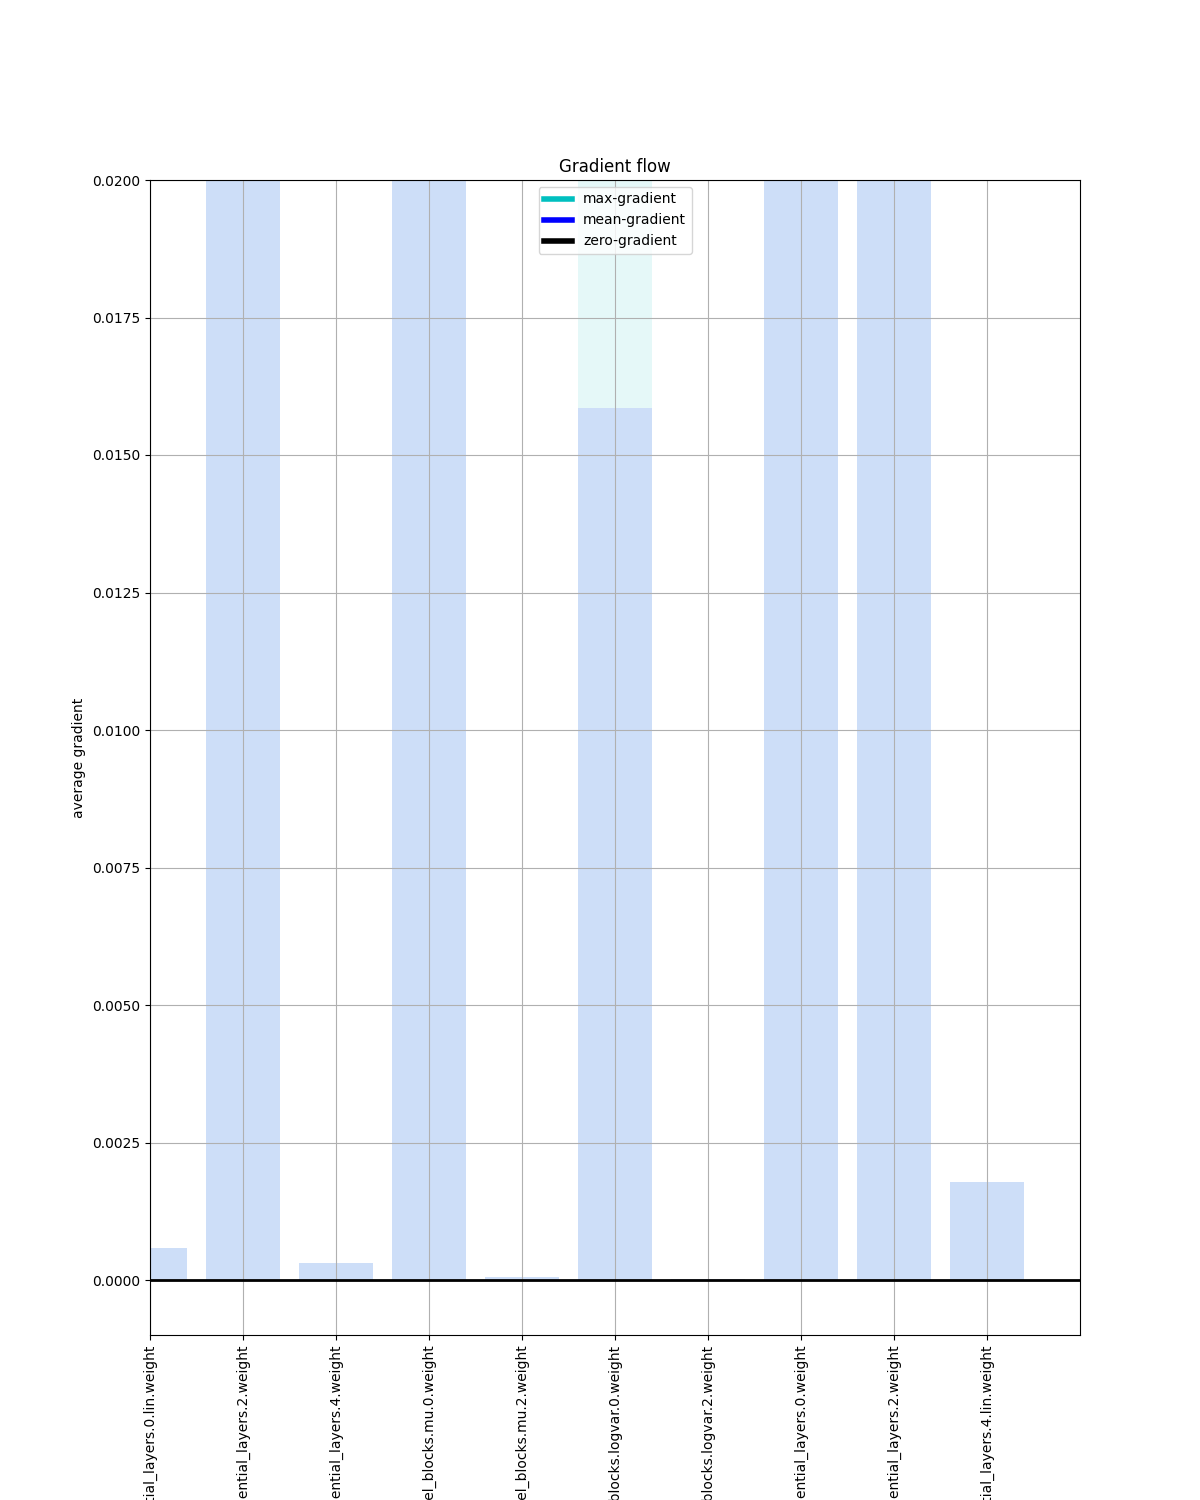 Gradient flow
max-gradient
mean-gradient
zero-gradient
0.0200
0.0175
0.0150
0.0125
0.0100
0.0075
0.0050
0.0025
0.0000
average gradient
tial_layers.0.lin.weight
ential_layers.2.weight
ential_layers.4.weight
el_blocks.mu.0.weight
el_blocks.mu.2.weight
blocks.logvar.0.weight
blocks.logvar.2.weight
ential_layers.0.weight
ential_layers.2.weight
tial_layers.4.lin.weight